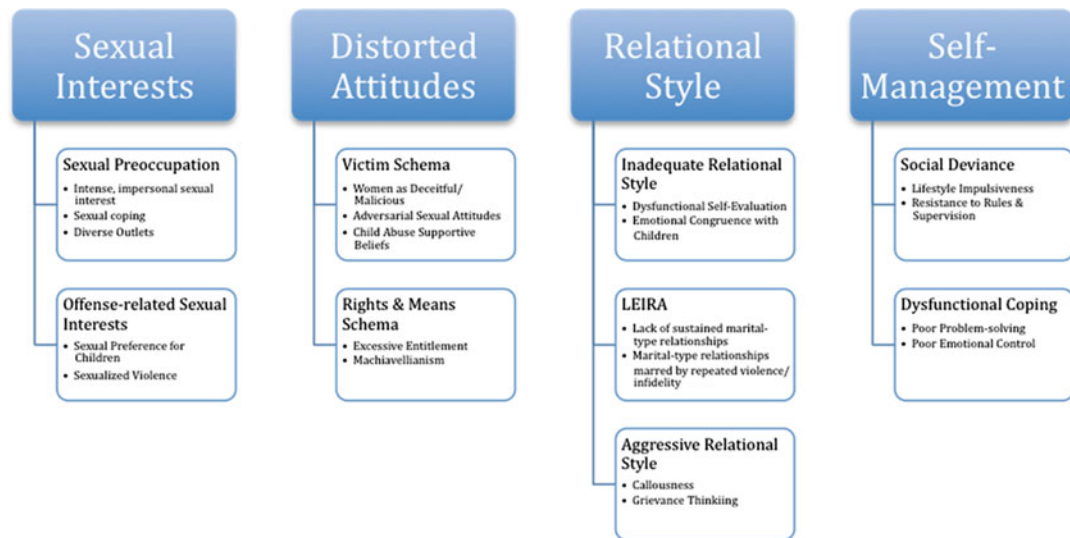 Sexual
Interests
Sexual Preoccupation
• Intense, impersonal sexual
interest
• Sexual coping
• Diverse Outlets
Offense-related Sexual
Interests
• Sexual Preference for
Children
• Sexualized Violence
Distorted
Attitudes
Victim Schema
• Women as Deceitful/
Malicious
• Adversarial Sexual Attitudes
• Child Abuse Supportive
Beliefs
Rights & Means
Schema
• Excessive Entitlement
• Machiavellianism
Relational
Style
Inadequate Relational
Style
• Dysfunctional Self-Evaluation
• Emotional Congruence with
Children
LEIRA
• Lack of sustained marital-
type relationships
• Marital-type relationships
marred by repeated violence/
infidelity
Aggressive Relational
Style
• Callousness
• Grievance Thinkiing
Self-
Management
Social Deviance
• Lifestyle Impulsiveness
• Resistance to Rules &
Supervision
Dysfunctional Coping
• Poor Problem-solving
• Poor Emotional Control